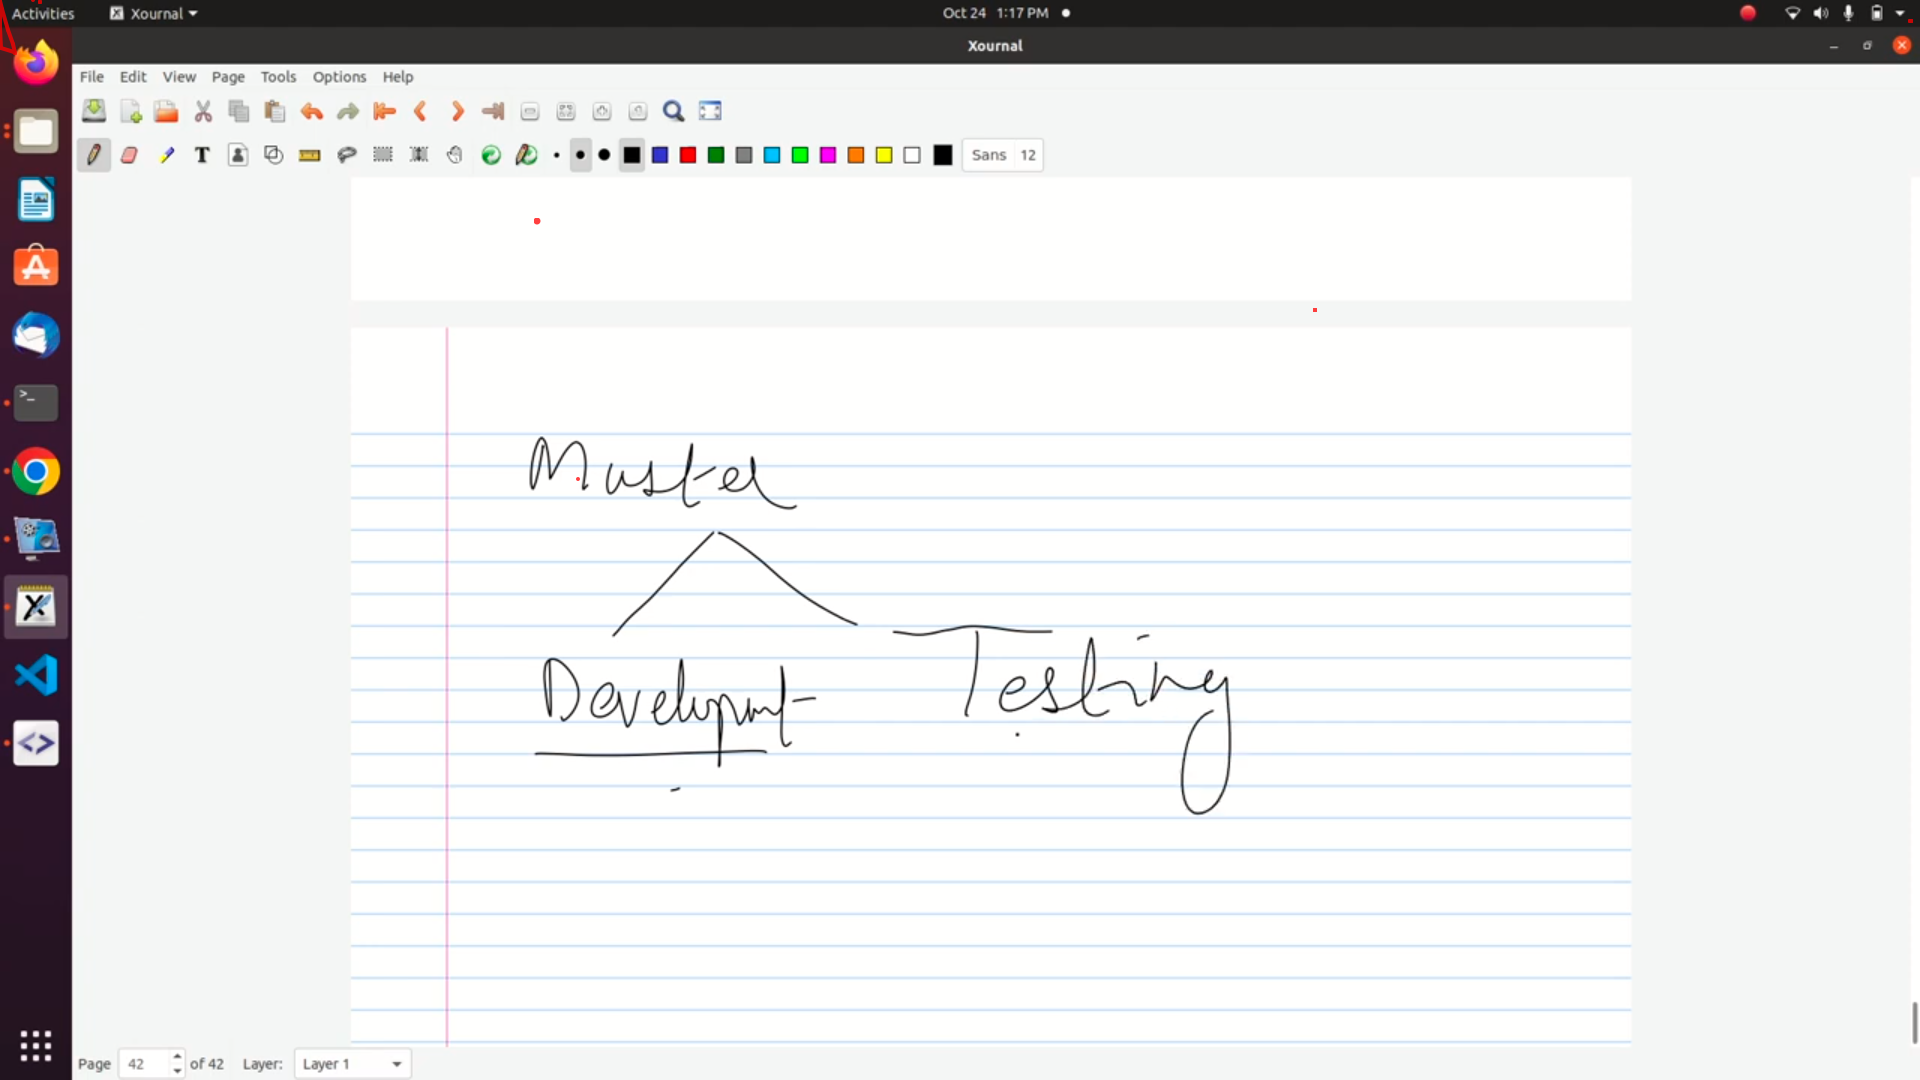 Activities Xournal Oct 24 1:17 PM
Xournal
File Edit View Page Tools Options Help
T Sans 12
Master
Developmt Testing
Page 42 of 42 Layer: Layer 1